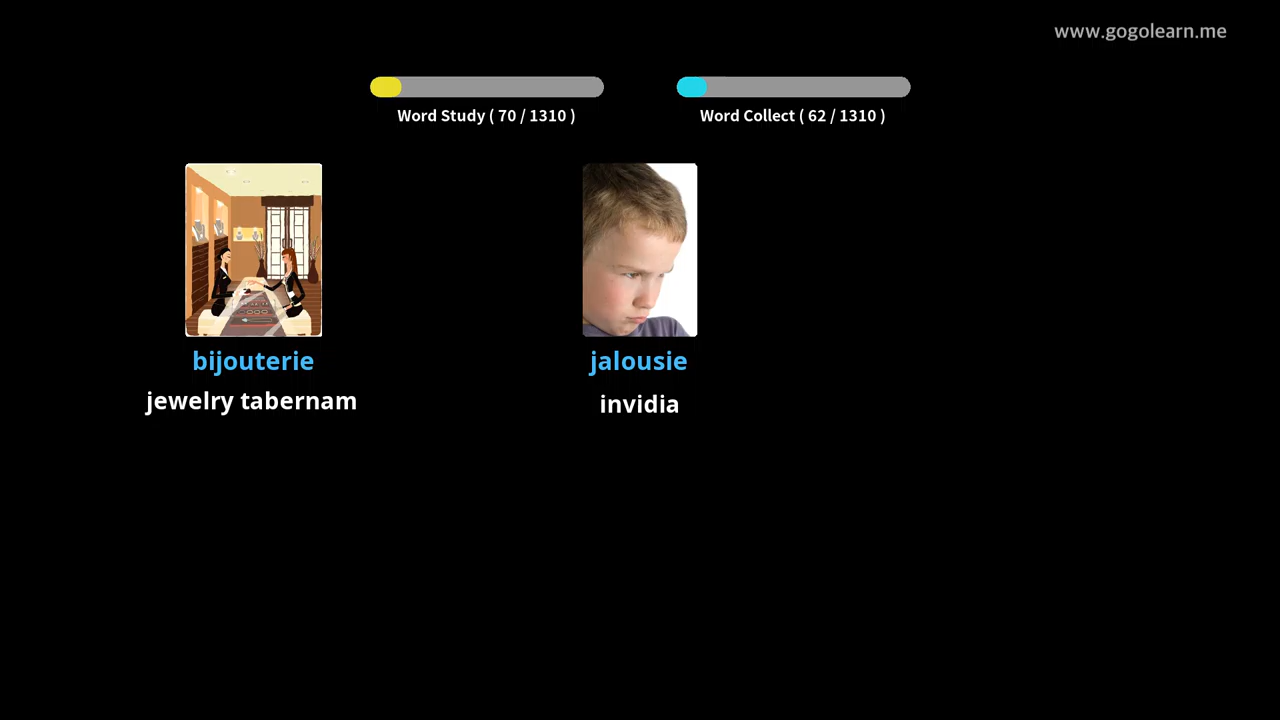 www.gogolearn.me
Word Study ( 70 / 1310 )
Word Collect ( 62 / 1310 )
bijouterie
jalousie
jewelry tabernam
invidia